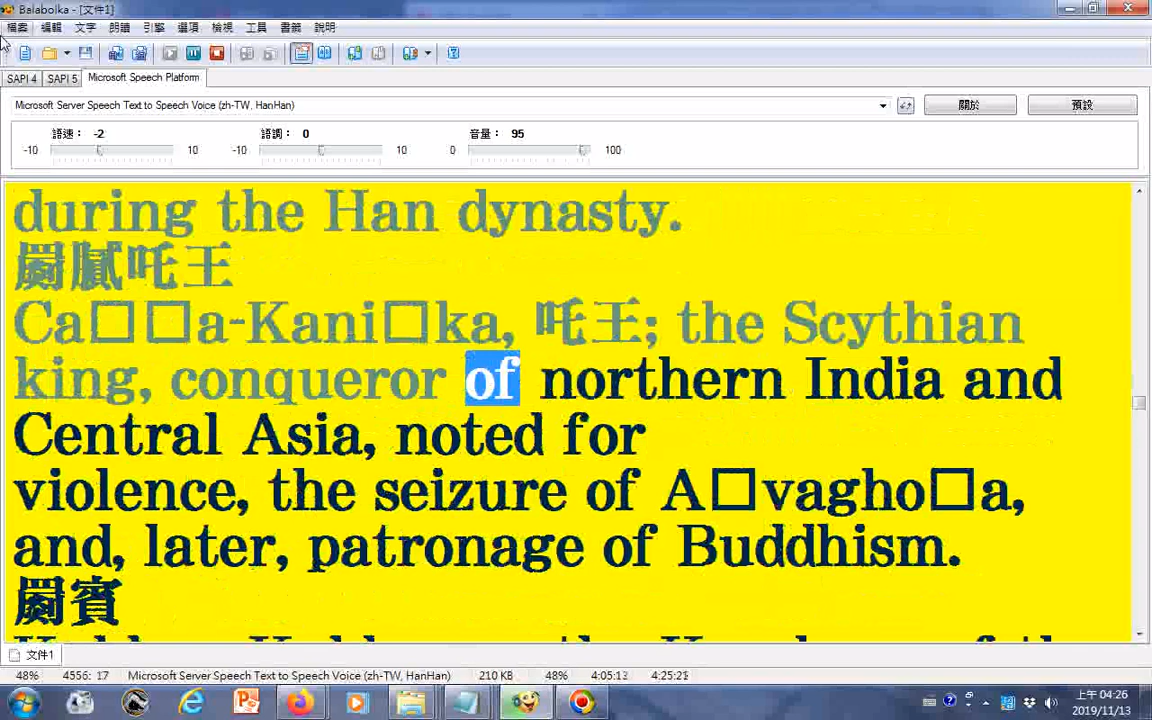 Balabolka - [文件1]
檔案 編輯 文字 朗讀 引擎 選項 檢視 工具 書籤 說明
SAPI 4 SAPI 5 Microsoft Speech Platform
Microsoft Server Speech Text to Speech Voice (zh-TW, HanHan) 關於 預設
語速： -2 語調： 0 音量： 95
-10 10 -10 10 0 100
during the Han dynasty.
罽膩吒王
Ca□□a-Kani□ka, 吒王; the Scythian
king, conqueror of northern India and
Central Asia, noted for
violence, the seizure of A□vagho□a,
and, later, patronage of Buddhism.
罽賓
文件1
48% 4556: 17 Microsoft Server Speech Text to Speech Voice (zh-TW, HanHan) 210 KB 48% 4:05:13 4:25:21
上午 04:26
2019/11/13